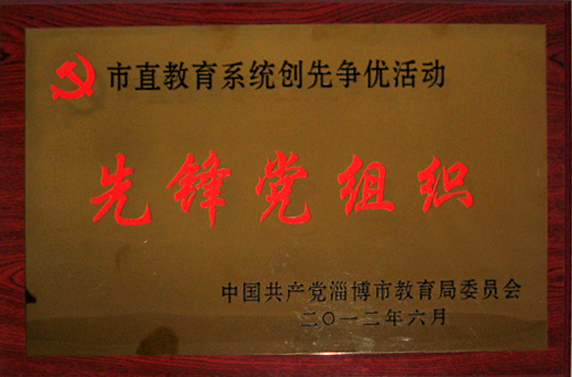 市直教育系统创先争优活动
先锋党组织
中国共产党淄博市教育局委员会
二〇一二年六月